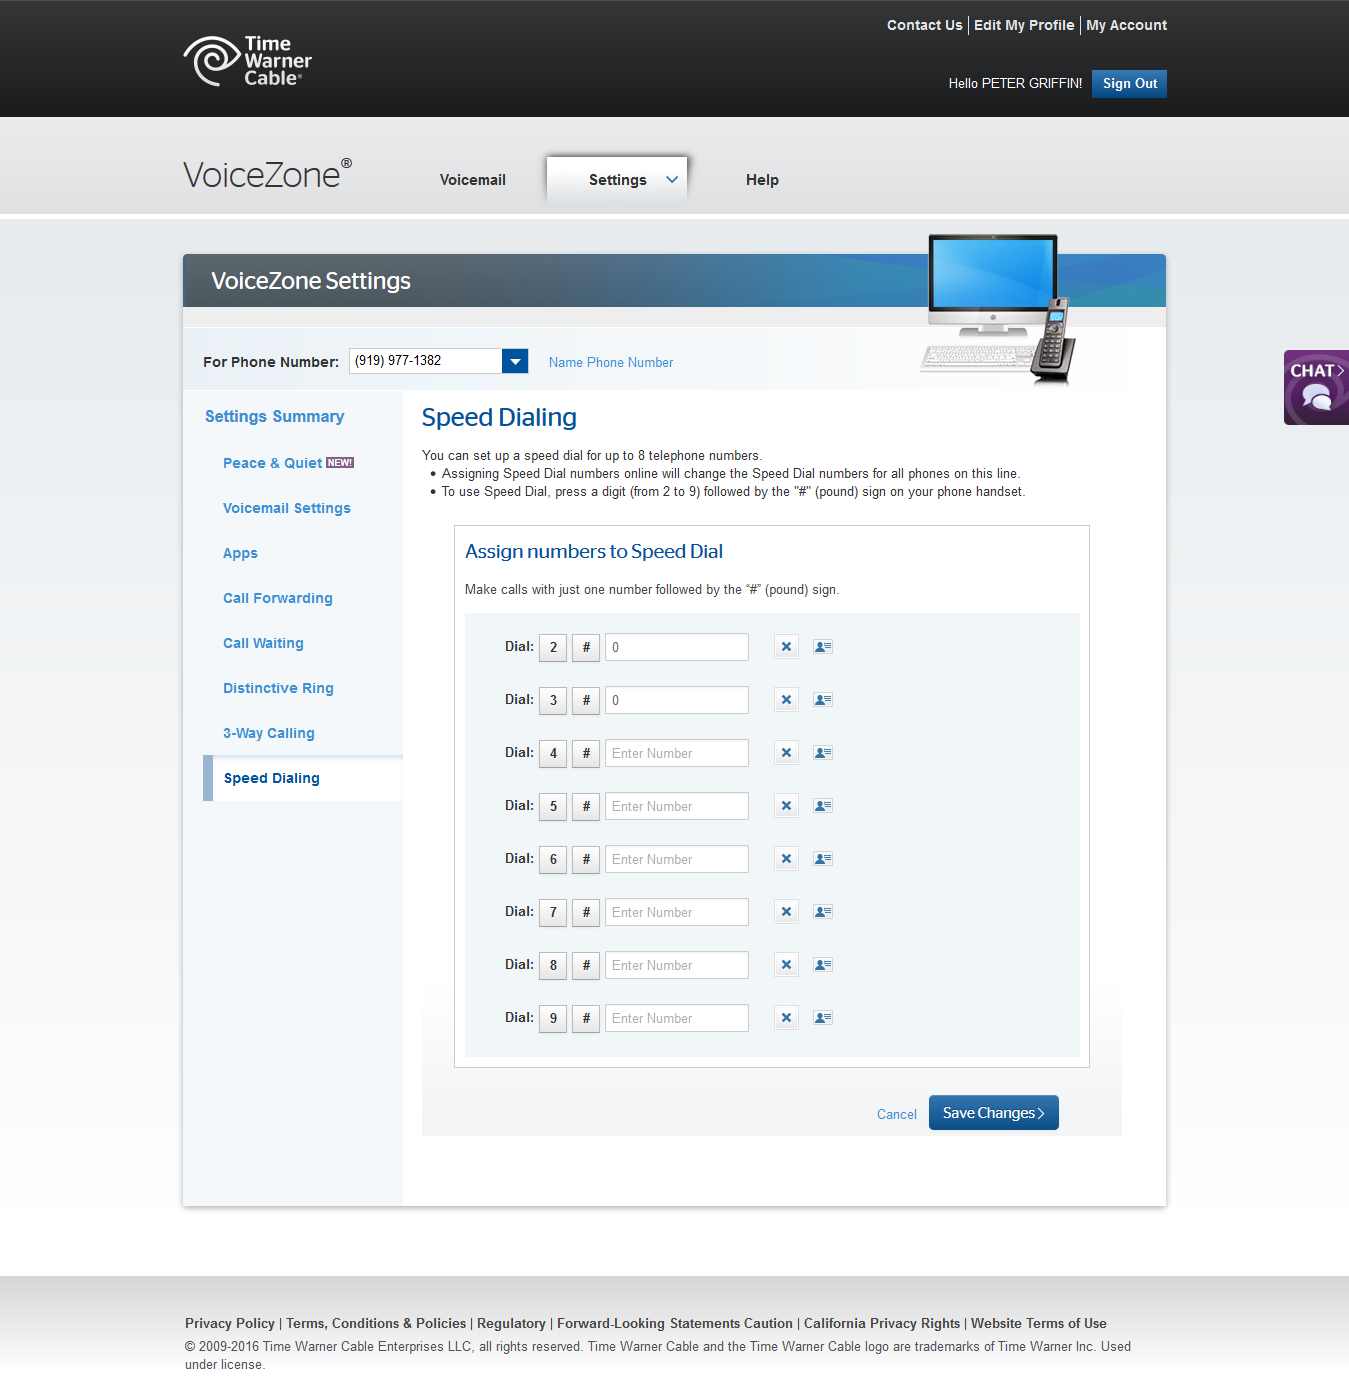 Contact Us | Edit My Profile | My Account
Time
Warner
Cable®
Hello PETER GRIFFIN! Sign Out
VoiceZone®
Voicemail Settings Help
VoiceZone Settings
For Phone Number: (919) 977-1382 Name Phone Number
CHAT
Settings Summary
Peace & Quiet NEW!
Voicemail Settings
Apps
Call Forwarding
Call Waiting
Distinctive Ring
3-Way Calling
Speed Dialing
Speed Dialing
You can set up a speed dial for up to 8 telephone numbers.
• Assigning Speed Dial numbers online will change the Speed Dial numbers for all phones on this line.
• To use Speed Dial, press a digit (from 2 to 9) followed by the "#" (pound) sign on your phone handset.
Assign numbers to Speed Dial
Make calls with just one number followed by the “#” (pound) sign.
Dial: 2 # 0
Dial: 3 # 0
Dial: 4 # Enter Number
Dial: 5 # Enter Number
Dial: 6 # Enter Number
Dial: 7 # Enter Number
Dial: 8 # Enter Number
Dial: 9 # Enter Number
Cancel Save Changes
Privacy Policy | Terms, Conditions & Policies | Regulatory | Forward-Looking Statements Caution | California Privacy Rights | Website Terms of Use
© 2009-2016 Time Warner Cable Enterprises LLC, all rights reserved. Time Warner Cable and the Time Warner Cable logo are trademarks of Time Warner Inc. Used
under license.